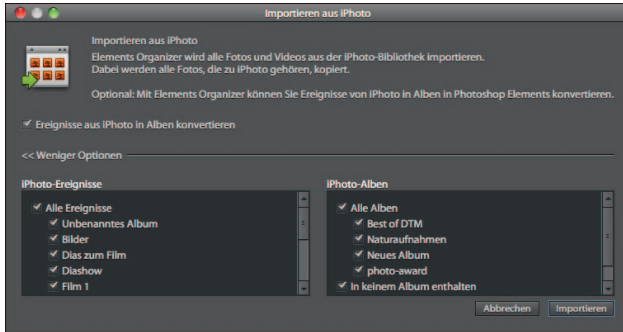 Importieren aus iPhoto
Importieren aus iPhoto
Elements Organizer wird alle Fotos und Videos aus der iPhoto-Bibliothek importieren.
Dabei werden alle Fotos, die zu iPhoto gehören, kopiert.
Optional: Mit Elements Organizer können Sie Ereignisse von iPhoto in Alben in Photoshop Elements konvertieren.
Ereignisse aus iPhoto in Alben konvertieren
<< Weniger Optionen
iPhoto-Ereignisse
Alle Ereignisse
Unbenanntes Album
Bilder
Dias zum Film
Diashow
Film 1
iPhoto-Alben
Alle Alben
Best of DTM
Naturaufnahmen
Neues Album
photo-award
In keinem Album enthalten
Abbrechen
Importieren